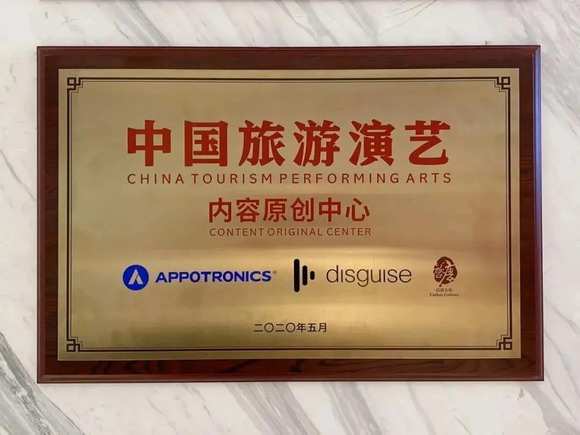 中国旅游演艺
CHINA TOURISM PERFORMING ARTS
内容原创中心
CONTENT ORIGINAL CENTER
APPOTRONICS® disguise
二〇二〇年五月